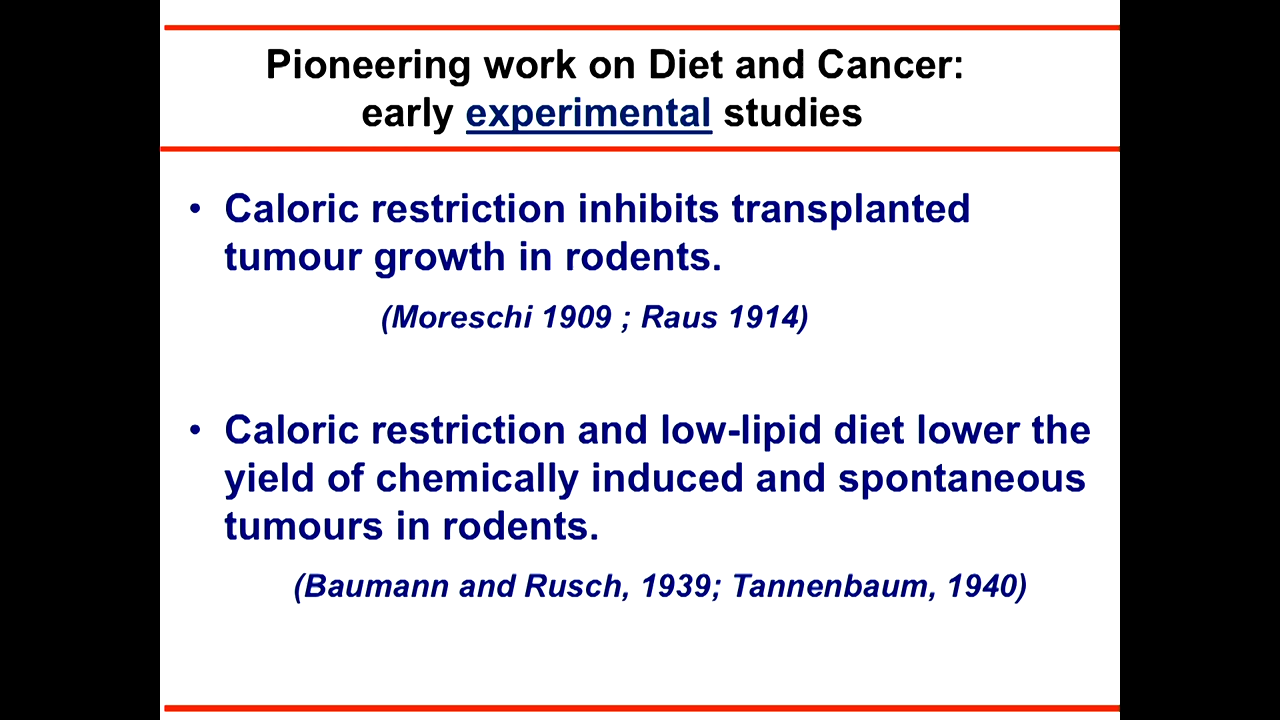 Pioneering work on Diet and Cancer:
early experimental studies
• Caloric restriction inhibits transplanted
tumour growth in rodents.
(Moreschi 1909 ; Raus 1914)
• Caloric restriction and low-lipid diet lower the
yield of chemically induced and spontaneous
tumours in rodents.
(Baumann and Rusch, 1939; Tannenbaum, 1940)